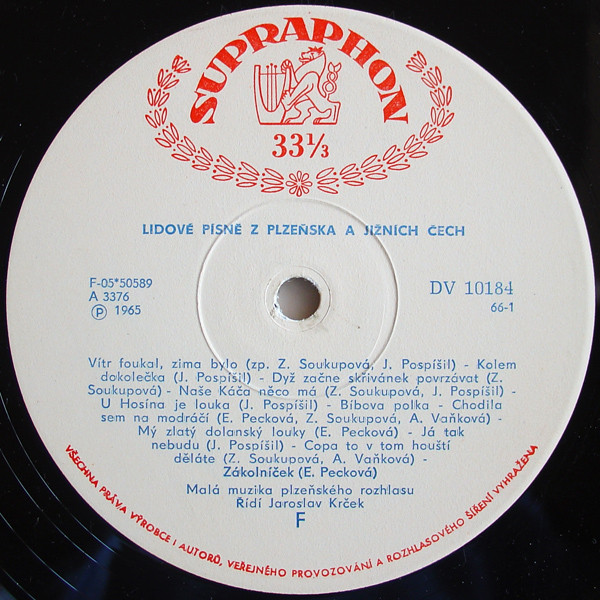 SUPRAPHON
33⅓
LIDOVÉ PÍSNĚ Z PLZEŇSKA A JIŽNÍCH ČECH
F-05*50589
A 3376
Ⓟ 1965
DV 10184
66-1
Vítr foukal, zima bylo (zp. Z. Soukupová, J. Pospíšil) - Kolem
dokolečka (J. Pospíšil) - Dyž začne skřivánek povrzávat (Z.
Soukupová) - Naše Káča něco má (Z. Soukupová, J. Pospíšil) -
U Hosína je louka (J. Pospíšil) - Bíbova polka - Chodila
sem na modráčí (E. Pecková, Z. Soukupová, A. Vaňková) -
Mý zlatý dolanský louky (E. Pecková) - Já tak
nebudu (J. Pospíšil) - Copa to v tom houští
děláte (Z. Soukupová, A. Vaňková) -
Zákolníček (E. Pecková)
Malá muzika plzeňského rozhlasu
Řídí Jaroslav Krček
F
VŠECHNA PRÁVA VÝROBCE I AUTORŮ, VEŘEJNÉHO PROVOZOVÁNÍ A ROZHLASOVÉHO ŠÍŘENÍ VYHRAŽENA